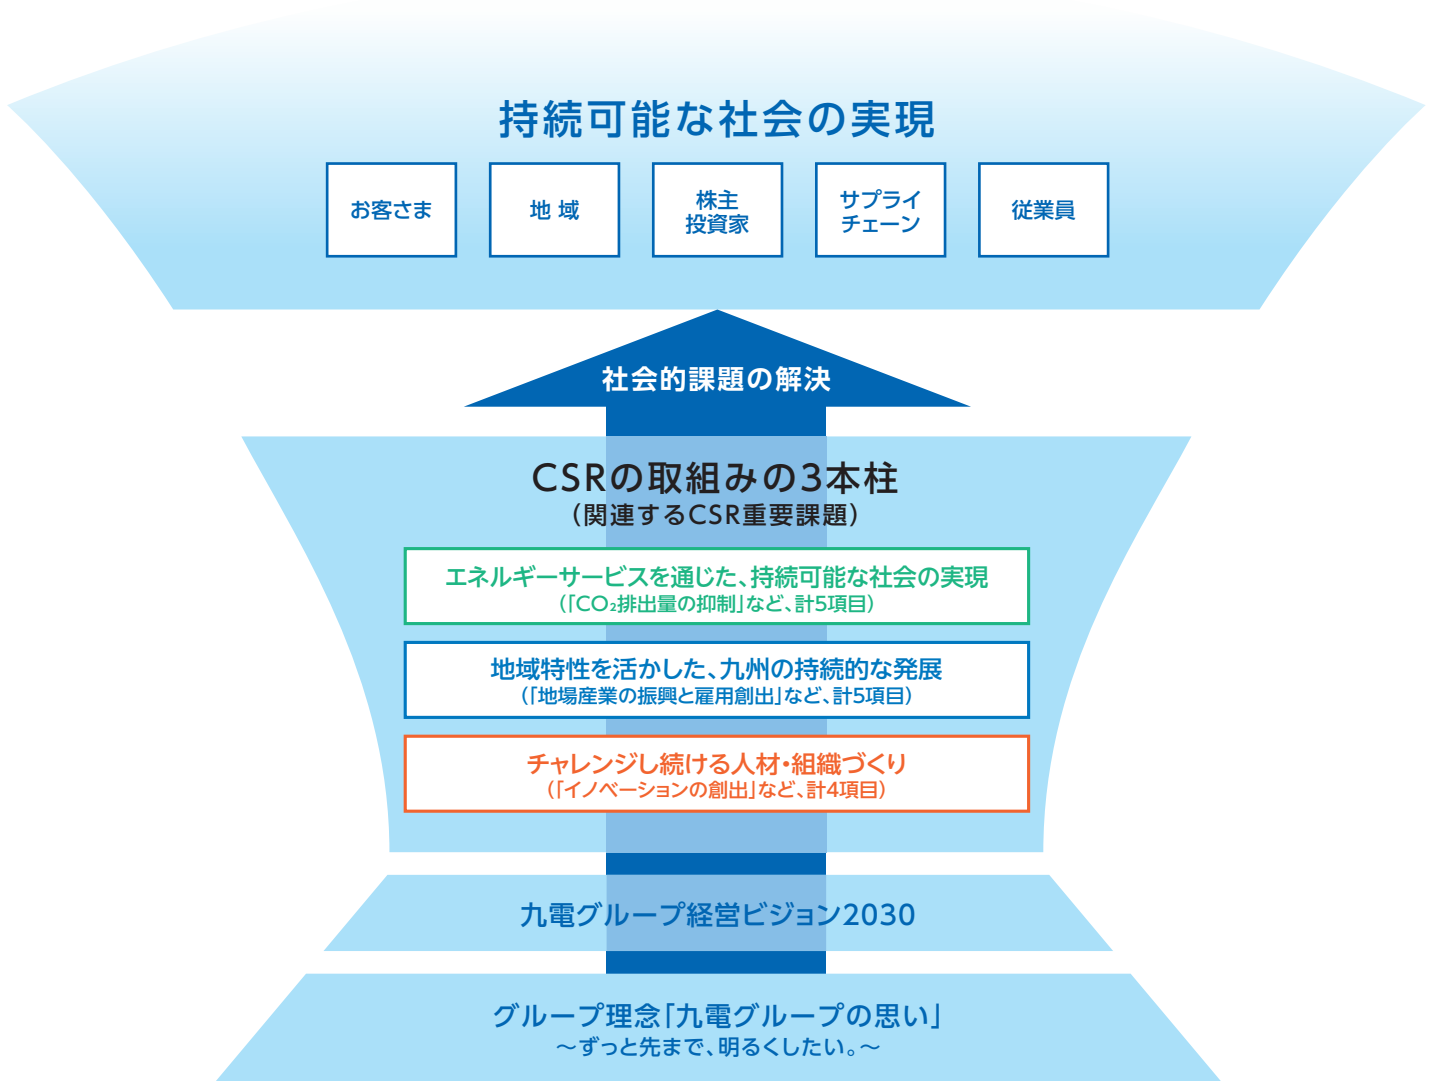 持続可能な社会の実現
お客さま
地 域
株主
投資家
サプライ
チェーン
従業員
社会的課題の解決
CSRの取組みの3本柱
（関連するCSR重要課題）
エネルギーサービスを通じた、持続可能な社会の実現
（「CO₂排出量の抑制」など、計5項目）
地域特性を活かした、九州の持続的な発展
（「地場産業の振興と雇用創出」など、計5項目）
チャレンジし続ける人材・組織づくり
（「イノベーションの創出」など、計4項目）
九電グループ経営ビジョン2030
グループ理念「九電グループの思い」
～ずっと先まで、明るくしたい。～